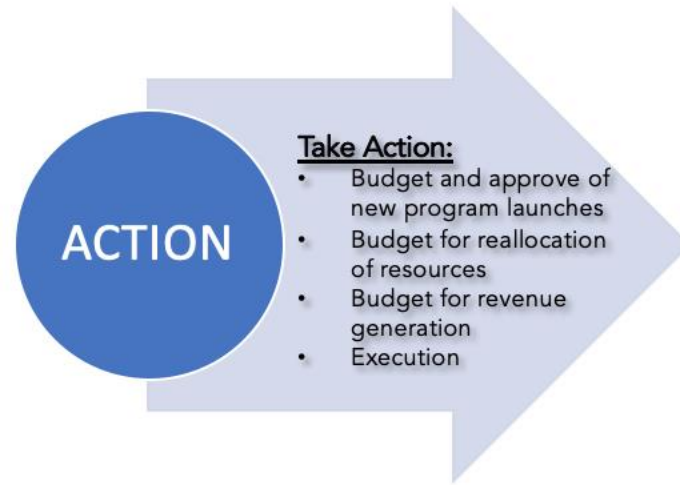 ACTION
Take Action:
• Budget and approve of
new program launches
• Budget for reallocation
of resources
• Budget for revenue
generation
• Execution